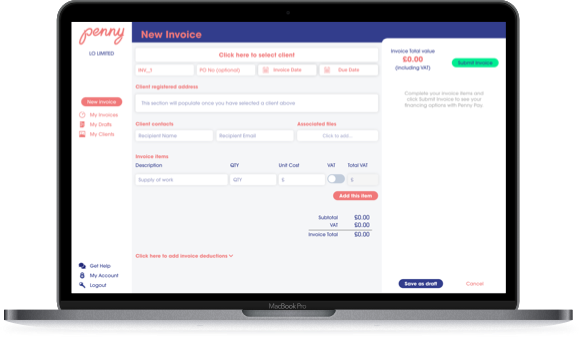 penny
LCI LIMITED
New Invoice
My Invoices
My Drafts
My Clients
Get Help
My Account
Logout
New Invoice
Click here to select client
INV_1
PO No (optional)
Invoice Date
Due Date
Client registered address
This section will populate once you have selected a client above
Client contacts
Associated files
Recipient Name
Recipient Email
Click to add..
Invoice items
Description
QTY
Unit Cost
VAT
Total VAT
Supply of work
QTY
£
£
Add this item
Subtotal £0.00
VAT £0.00
Invoice Total £0.00
Click here to add invoice deductions
Invoice total value
£0.00
(including VAT)
Submit Invoice
Complete your invoice items and
click Submit Invoice to see your
financing options with Penny Pay.
Save as draft
Cancel
MacBook Pro